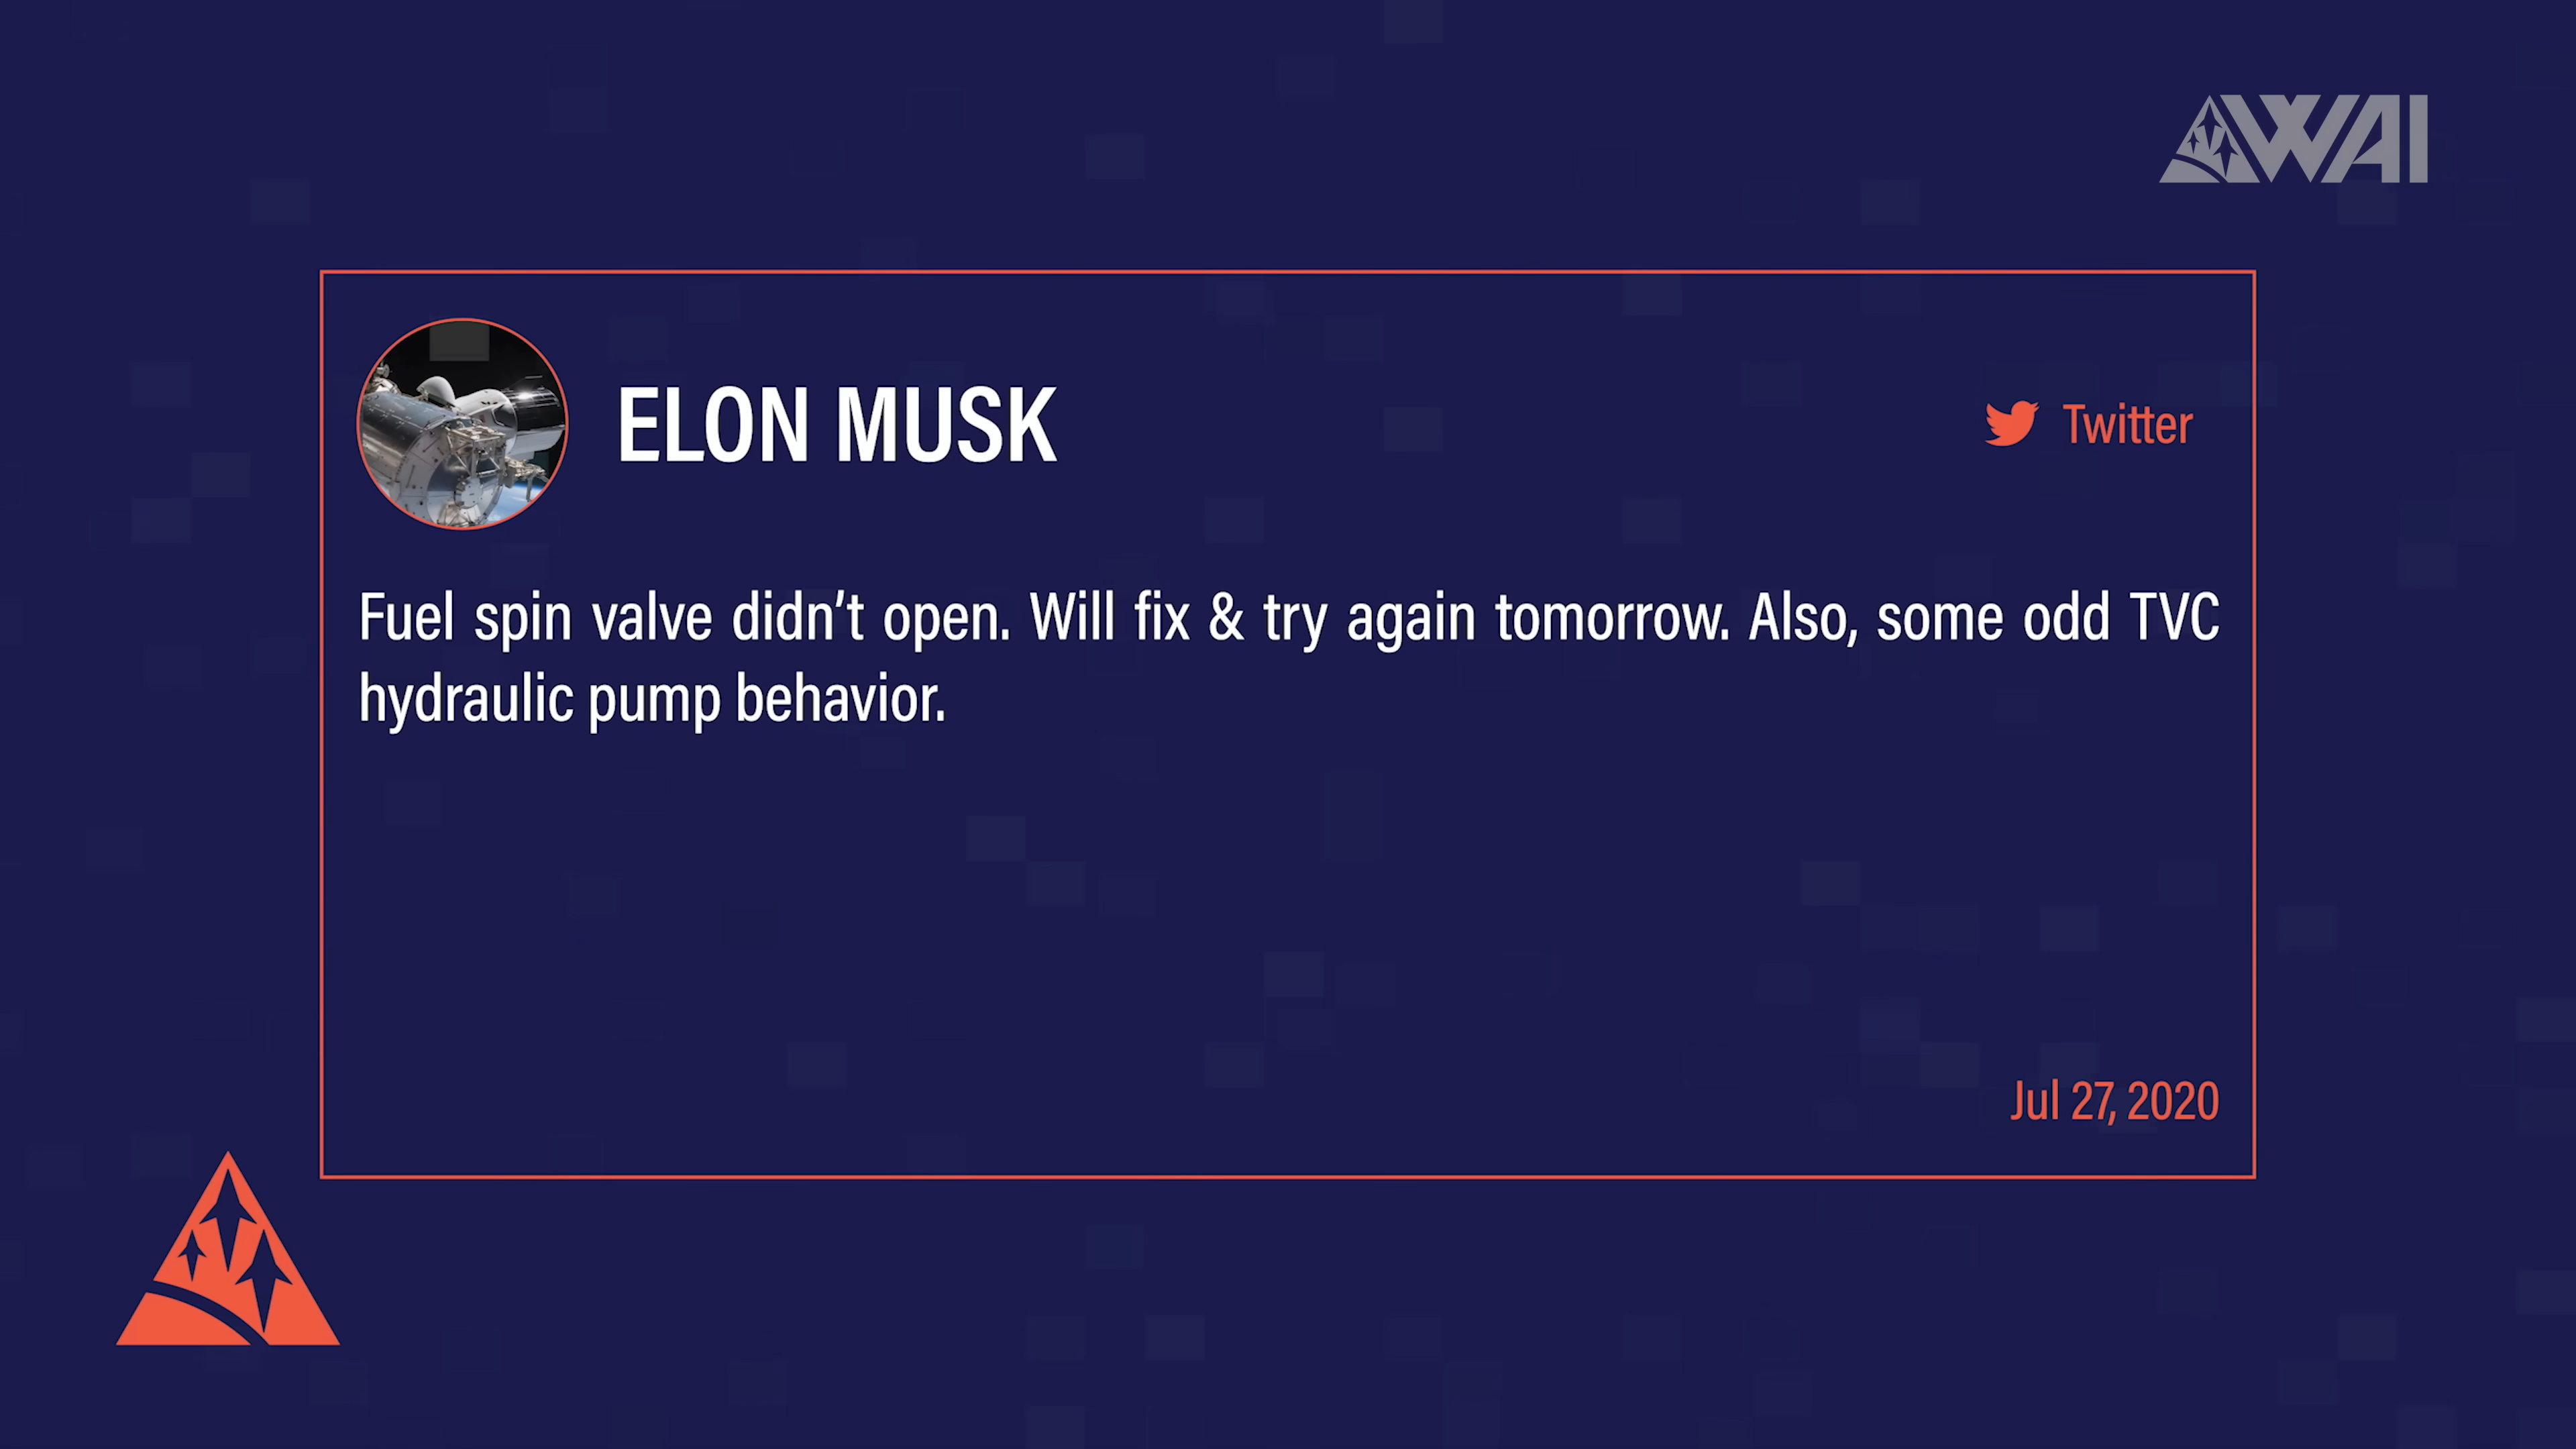 WAI
ELON MUSK
Twitter
Fuel spin valve didn’t open. Will fix & try again tomorrow. Also, some odd TVC
hydraulic pump behavior.
Jul 27, 2020